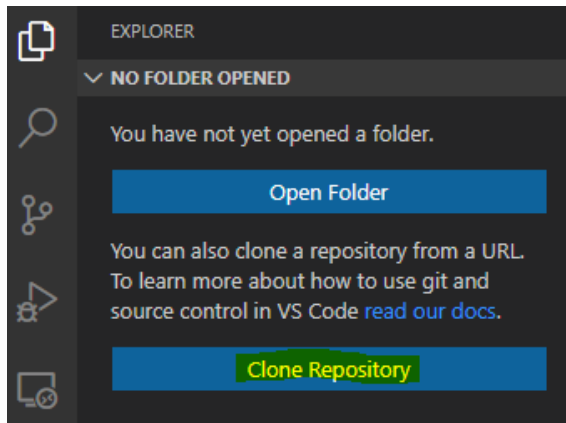 EXPLORER
NO FOLDER OPENED
You have not yet opened a folder.
Open Folder
You can also clone a repository from a URL.
To learn more about how to use git and
source control in VS Code read our docs.
Clone Repository